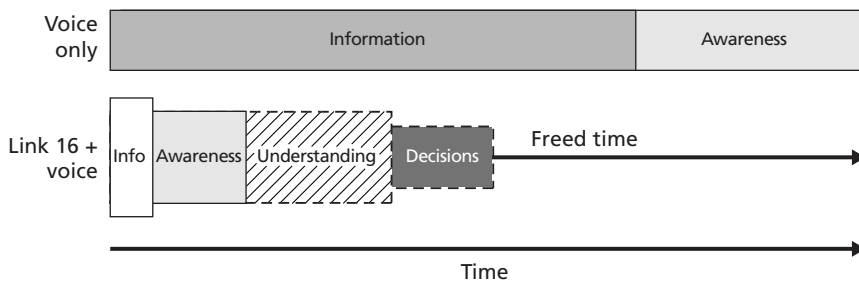 Voice
only
Information
Awareness
Link 16 +
voice
Info
Awareness
Understanding
Decisions
Freed time
Time